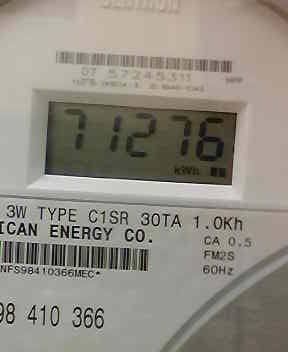 07 57245311
71276
kWh
3W TYPE C1SR 30TA 1.0Kh
ICAN ENERGY CO.
CA 0.5
FM2S
NFS98410366MEC*
60Hz
98 410 366